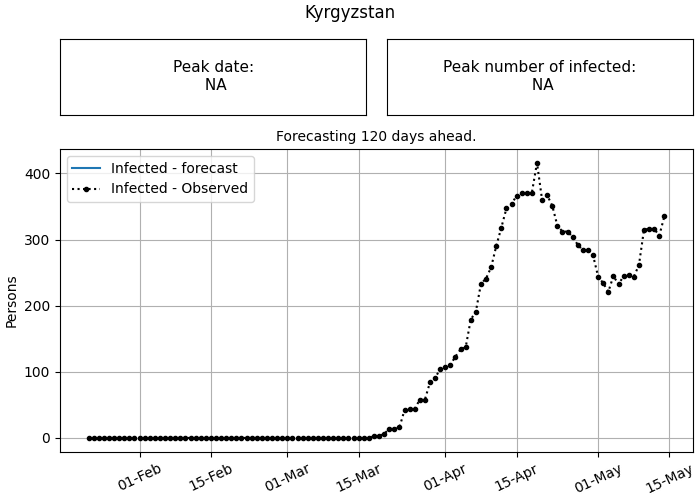 Kyrgyzstan
Peak date:
NA
Peak number of infected:
NA
Forecasting 120 days ahead.
Infected - forecast
Infected - Observed
Persons
400
300
200
100
0
01-Feb
15-Feb
01-Mar
15-Mar
01-Apr
15-Apr
01-May
15-May